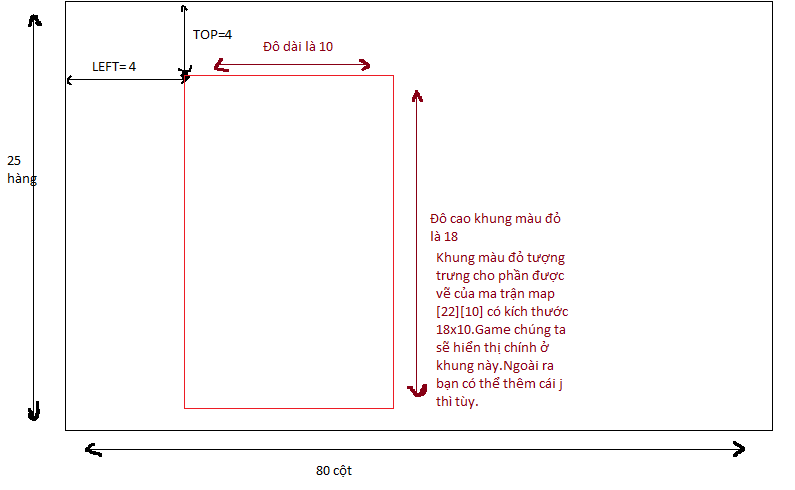 TOP=4
Đô dài là 10
LEFT= 4
25
hàng
Đô cao khung màu đỏ
là 18
Khung màu đỏ tượng
trưng cho phần được
vẽ của ma trận map
[22][10] có kích thước
18x10.Game chúng ta
sẽ hiển thị chính ở
khung này.Ngoài ra
bạn có thể thêm cái j
thì tùy.
80 cột